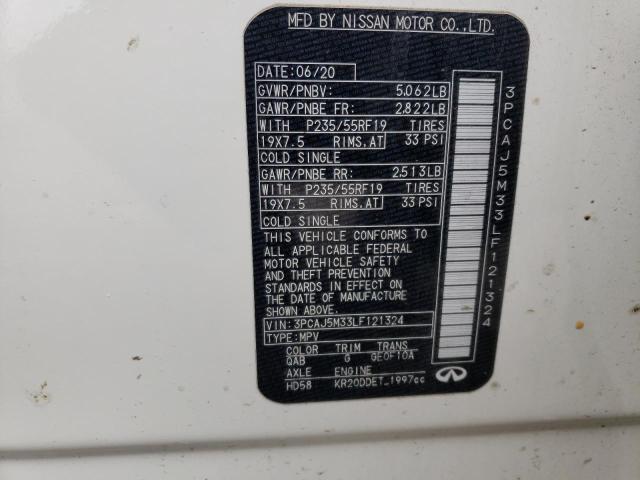 MFD BY NISSAN MOTOR CO.,LTD.
DATE:06/20
GVWR/PNBV: 5.062LB
GAWR/PNBE FR: 2.822LB
WITH P235/55RF19 TIRES
19X7.5 RIMS.AT 33 PSI
COLD SINGLE
GAWR/PNBE RR: 2.513LB
WITH P235/55RF19 TIRES
19X7.5 RIMS.AT 33 PSI
COLD SINGLE
THIS VEHICLE CONFORMS TO
ALL APPLICABLE FEDERAL
MOTOR VEHICLE SAFETY
AND THEFT PREVENTION
STANDARDS IN EFFECT ON
THE DATE OF MANUFACTURE
SHOWN ABOVE.
VIN:3PCAJ5M33LF121324
TYPE:MPV
COLOR TRIM TRANS
QAB G GE0F10A
AXLE ENGINE
HD58 KR20DDET_1997cc
3PCAJ5M33LF121324